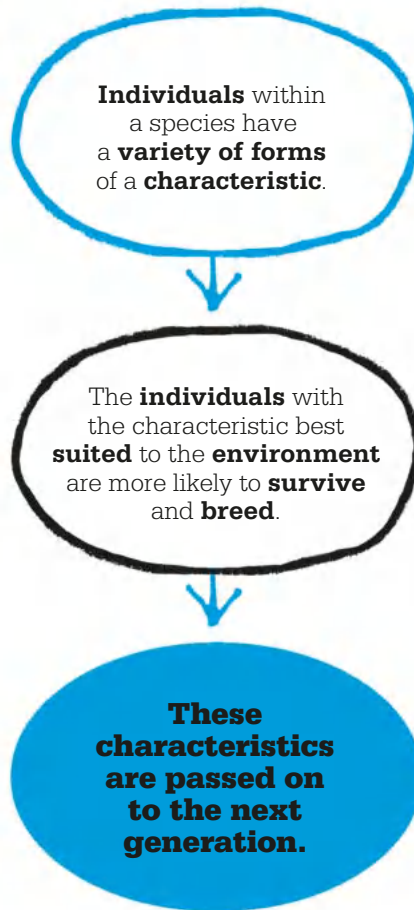 Individuals within
a species have
a variety of forms
of a characteristic.
The individuals with
the characteristic best
suited to the environment
are more likely to survive
and breed.
These
characteristics
are passed on
to the next
generation.